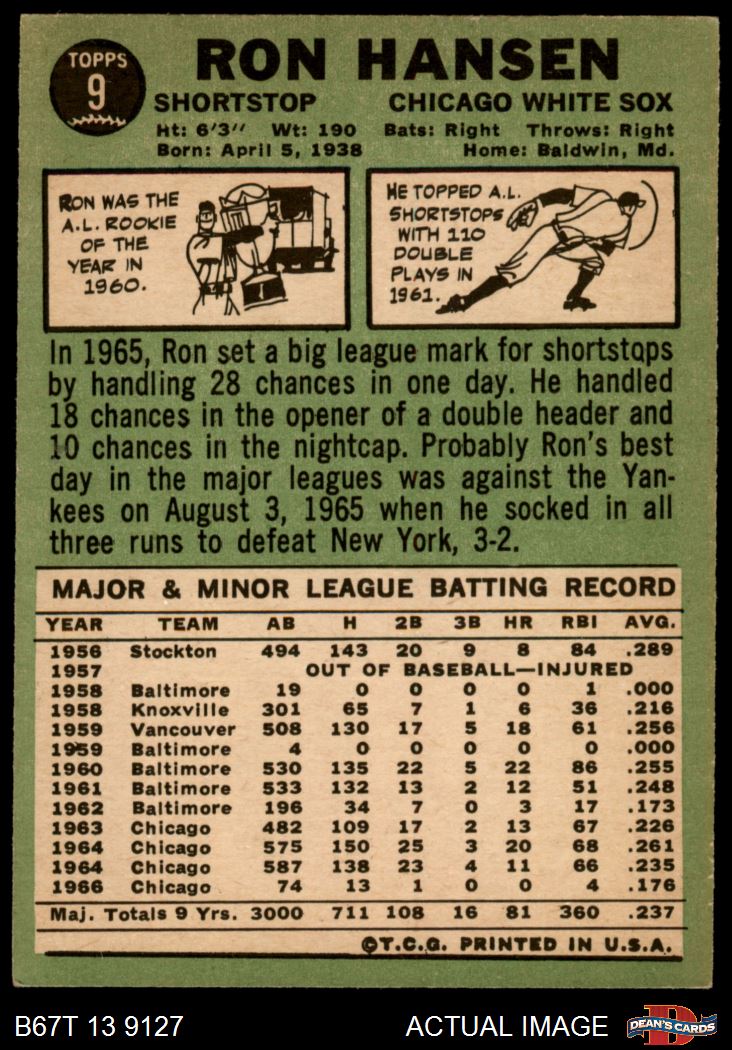 TOPPS
9
RON HANSEN
SHORTSTOP CHICAGO WHITE SOX
Ht: 6'3" Wt: 190 Bats: Right Throws: Right
Born: April 5, 1938 Home: Baldwin, Md.
RON WAS THE
A.L. ROOKIE
OF THE
YEAR IN
1960.
1
HE TOPPED A.L.
SHORTSTOPS
WITH 110
DOUBLE
PLAYS IN
1961.
In 1965, Ron set a big league mark for shortstops
by handling 28 chances in one day. He handled
18 chances in the opener of a double header and
10 chances in the nightcap. Probably Ron's best
day in the major leagues was against the Yan-
kees on August 3, 1965 when he socked in all
three runs to defeat New York, 3-2.
MAJOR & MINOR LEAGUE BATTING RECORD
YEAR TEAM AB H 2B 3B HR RBI AVG.
1956 Stockton 494 143 20 9 8 84 .289
1957 OUT OF BASEBALL—INJURED
1958 Baltimore 19 0 0 0 0 1 .000
1958 Knoxville 301 65 7 1 6 36 .216
1959 Vancouver 508 130 17 5 18 61 .256
1959 Baltimore 4 0 0 0 0 0 .000
1960 Baltimore 530 135 22 5 22 86 .255
1961 Baltimore 533 132 13 2 12 51 .248
1962 Baltimore 196 34 7 0 3 17 .173
1963 Chicago 482 109 17 2 13 67 .226
1964 Chicago 575 150 25 3 20 68 .261
1964 Chicago 587 138 23 4 11 66 .235
1966 Chicago 74 13 1 0 0 4 .176
Maj. Totals 9 Yrs. 3000 711 108 16 81 360 .237
©T.C.G. PRINTED IN U.S.A.
B67T 13 9127 ACTUAL IMAGE D DEAN'S CARDS